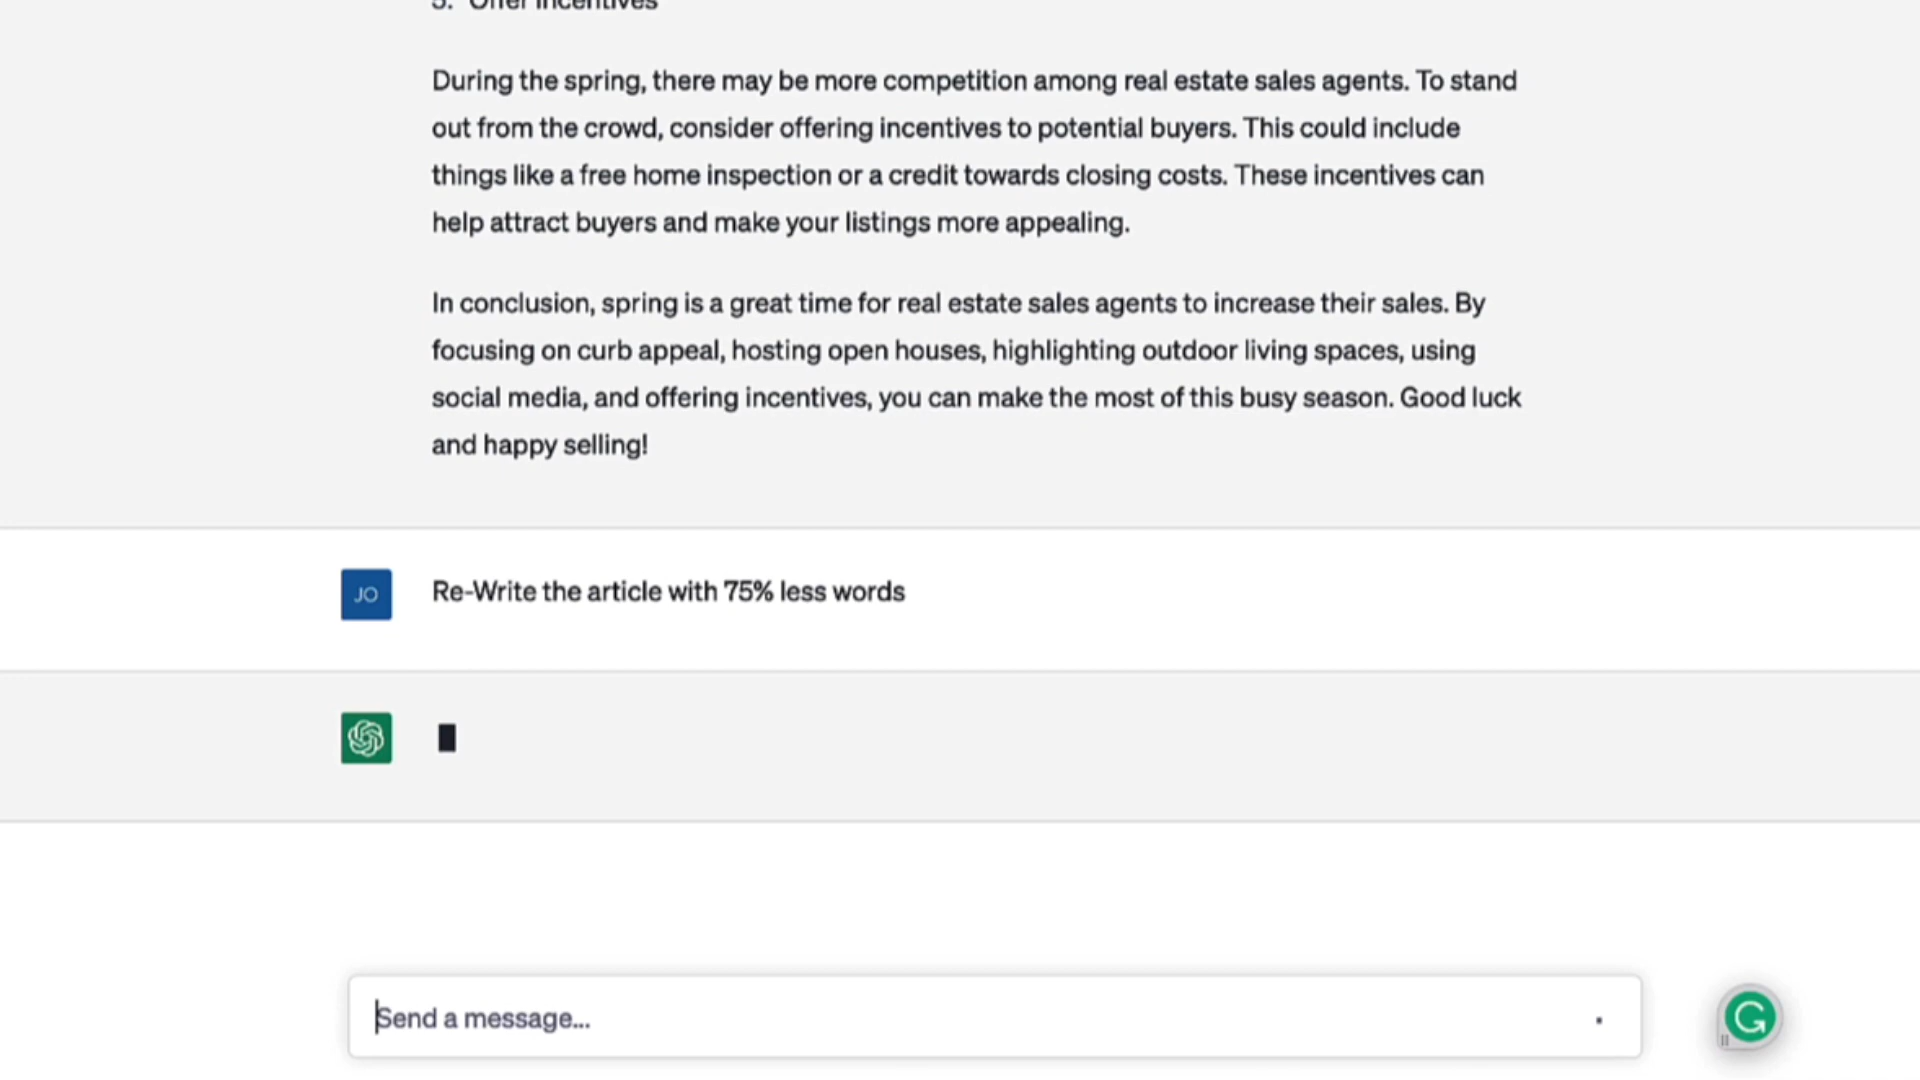 5. Offer Incentives
During the spring, there may be more competition among real estate sales agents. To stand
out from the crowd, consider offering incentives to potential buyers. This could include
things like a free home inspection or a credit towards closing costs. These incentives can
help attract buyers and make your listings more appealing.
In conclusion, spring is a great time for real estate sales agents to increase their sales. By
focusing on curb appeal, hosting open houses, highlighting outdoor living spaces, using
social media, and offering incentives, you can make the most of this busy season. Good luck
and happy selling!
JO
Re-Write the article with 75% less words
Send a message...